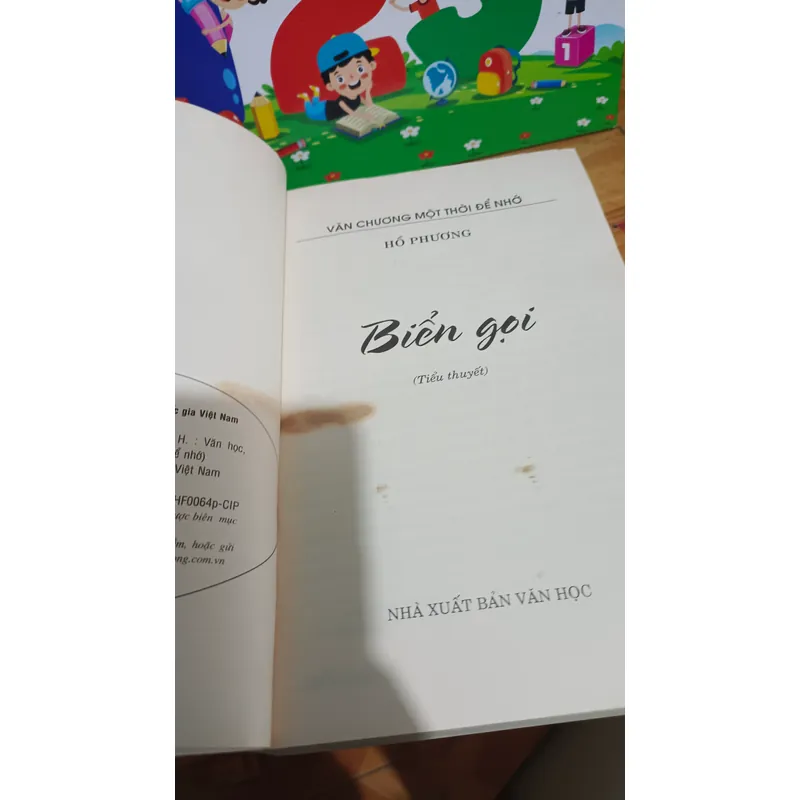 VĂN CHƯƠNG MỘT THỜI ĐỂ NHỚ
HỒ PHƯƠNG
Biển gọi
(Tiểu thuyết)
NHÀ XUẤT BẢN VĂN HỌC
gia Việt Nam
H. : Văn học,
nhớ)
Việt Nam
HF0064p-CIP
biên mục
hoặc gửi
ong.com.vn
1